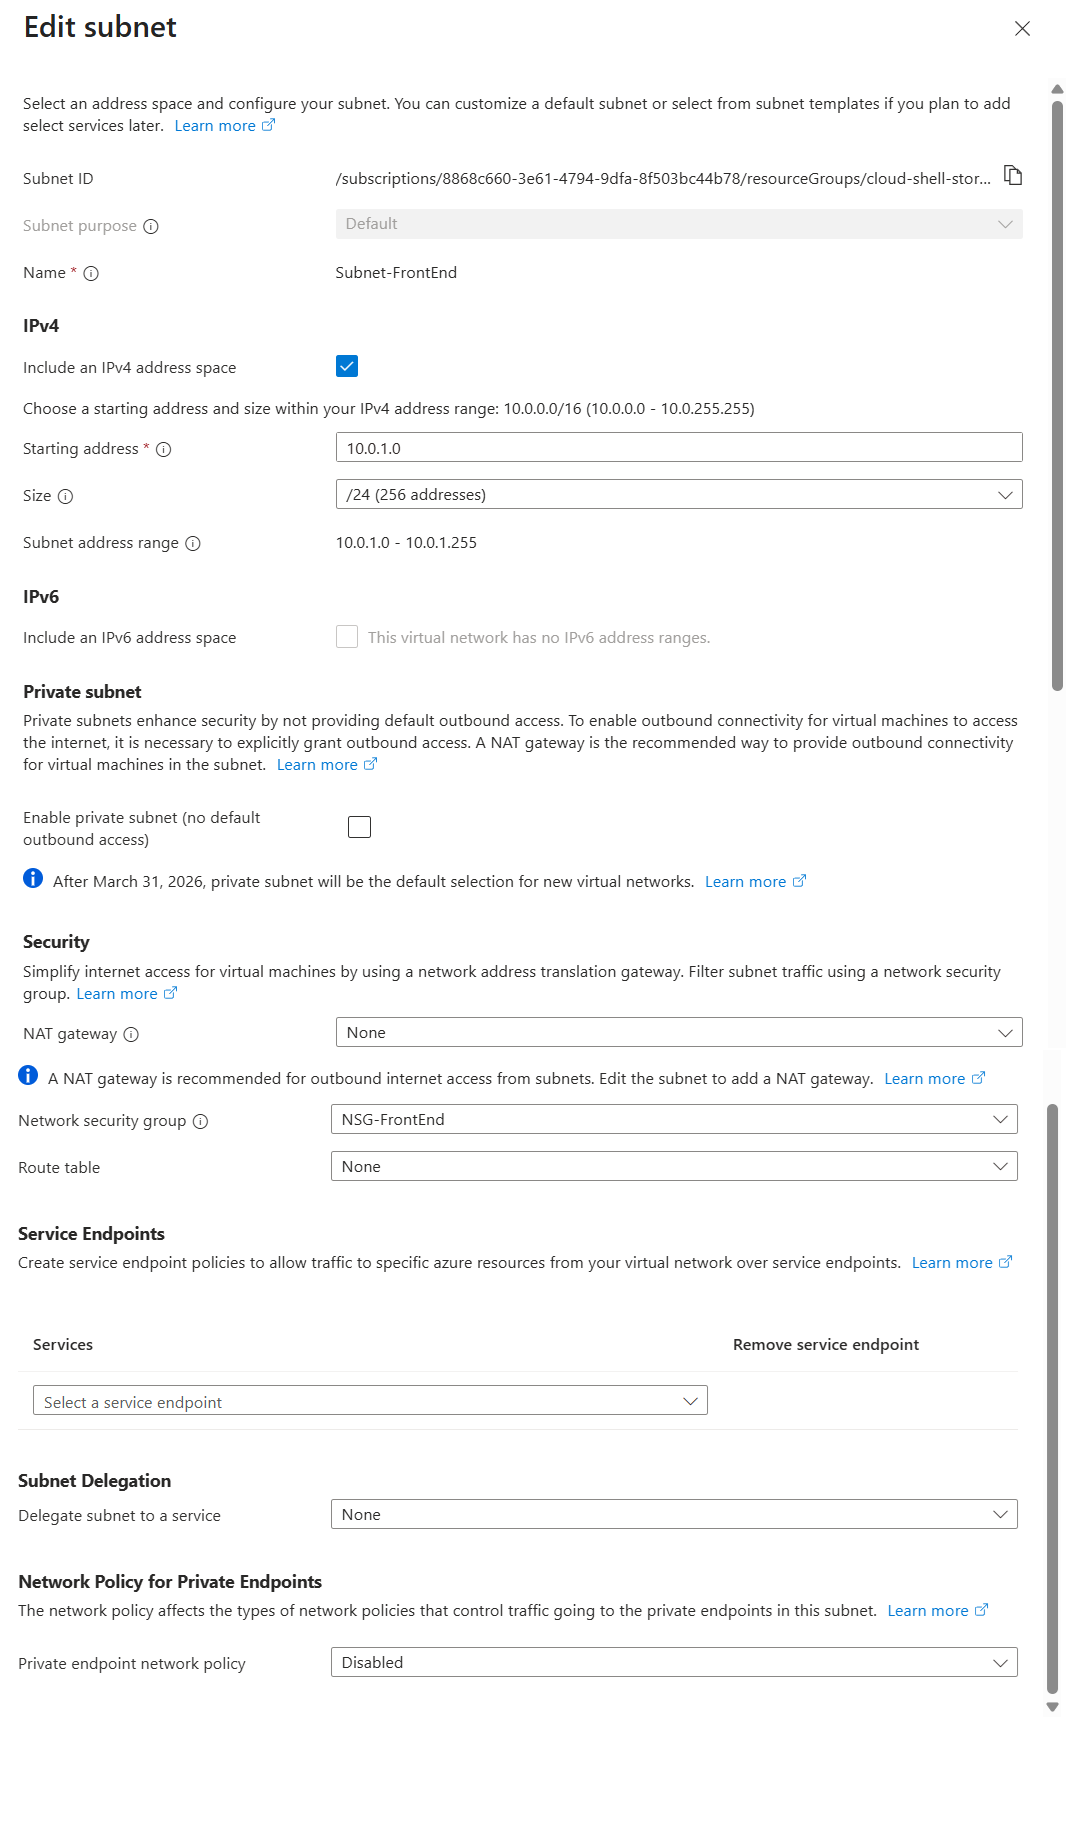 Edit subnet
Select an address space and configure your subnet. You can customize a default subnet or select from subnet templates if you plan to add
select services later. Learn more
Subnet ID /subscriptions/8868c660-3e61-4794-9dfa-8f503bc44b78/resourceGroups/cloud-shell-stor...
Subnet purpose Default
Name * Subnet-FrontEnd
IPv4
Include an IPv4 address space
Choose a starting address and size within your IPv4 address range: 10.0.0.0/16 (10.0.0.0 - 10.0.255.255)
Starting address * 10.0.1.0
Size /24 (256 addresses)
Subnet address range 10.0.1.0 - 10.0.1.255
IPv6
Include an IPv6 address space This virtual network has no IPv6 address ranges.
Private subnet
Private subnets enhance security by not providing default outbound access. To enable outbound connectivity for virtual machines to access
the internet, it is necessary to explicitly grant outbound access. A NAT gateway is the recommended way to provide outbound connectivity
for virtual machines in the subnet. Learn more
Enable private subnet (no default
outbound access)
After March 31, 2026, private subnet will be the default selection for new virtual networks. Learn more
Security
Simplify internet access for virtual machines by using a network address translation gateway. Filter subnet traffic using a network security
group. Learn more
NAT gateway None
A NAT gateway is recommended for outbound internet access from subnets. Edit the subnet to add a NAT gateway. Learn more
Network security group NSG-FrontEnd
Route table None
Service Endpoints
Create service endpoint policies to allow traffic to specific azure resources from your virtual network over service endpoints. Learn more
Services Remove service endpoint
Select a service endpoint
Subnet Delegation
Delegate subnet to a service None
Network Policy for Private Endpoints
The network policy affects the types of network policies that control traffic going to the private endpoints in this subnet. Learn more
Private endpoint network policy Disabled